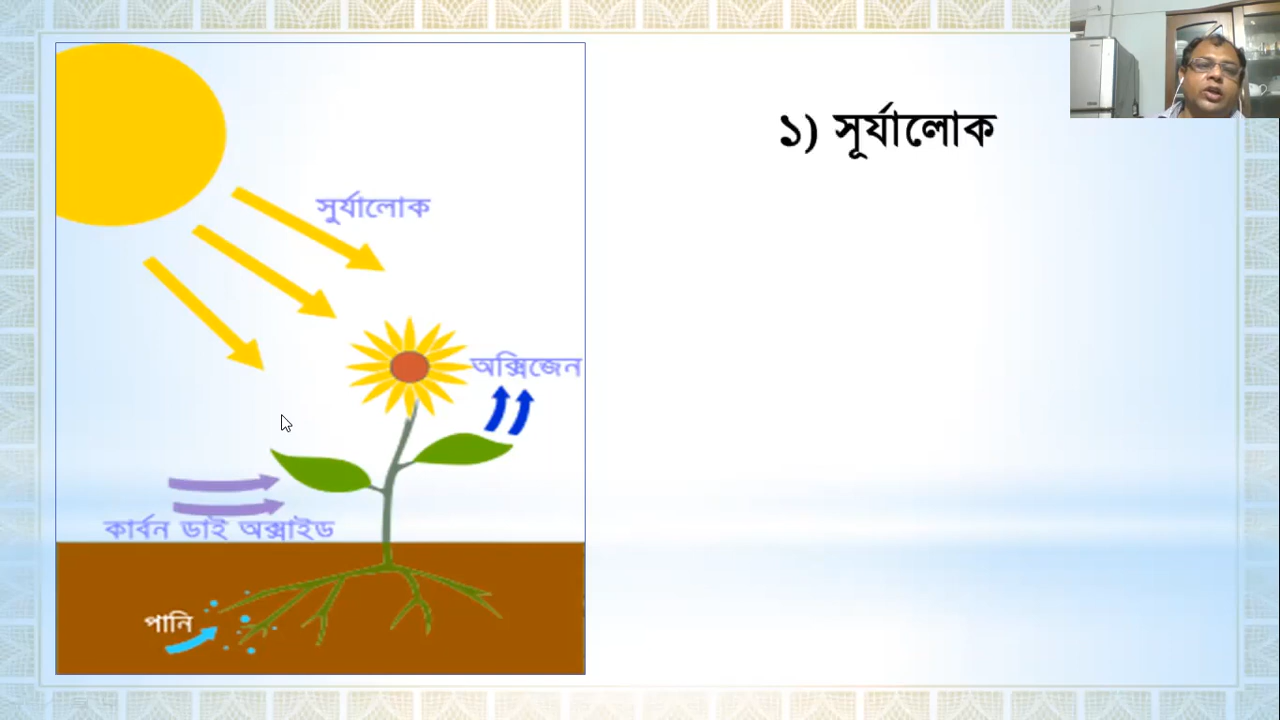 ১) সূর্যালোক
সুর্যালোক
অক্সিজেন
কার্বন ডাই অক্সাইড
পানি